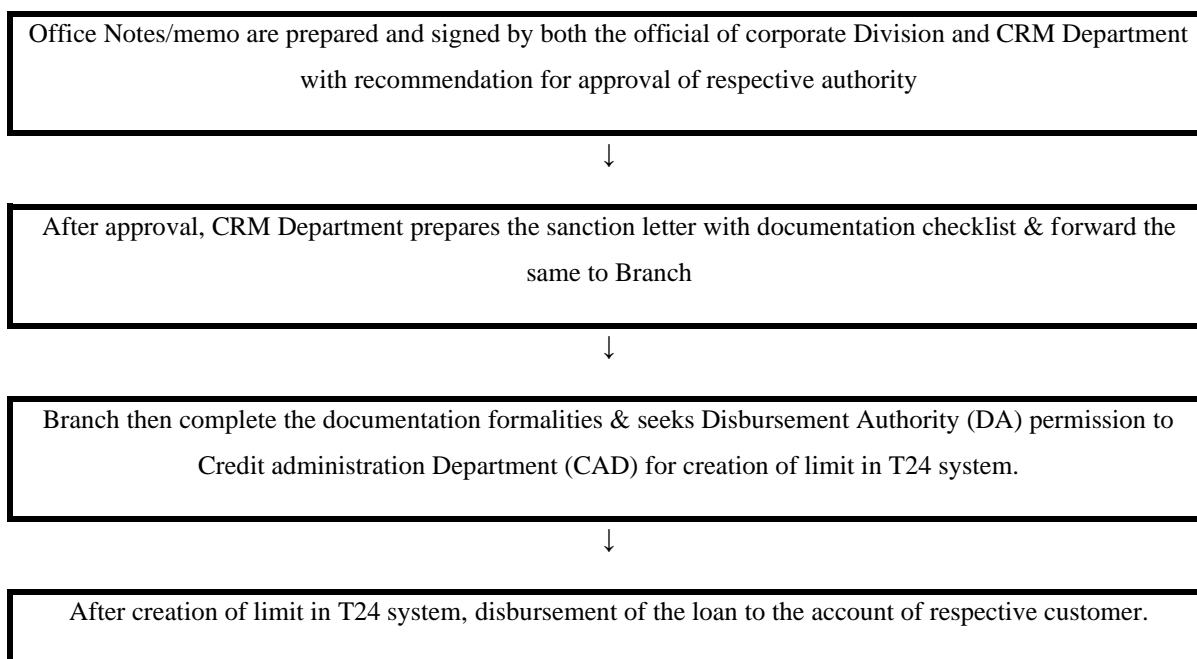 Office Notes/memo are prepared and signed by both the official of corporate Division and CRM Department
with recommendation for approval of respective authority
↓
After approval, CRM Department prepares the sanction letter with documentation checklist & forward the
same to Branch
↓
Branch then complete the documentation formalities & seeks Disbursement Authority (DA) permission to
Credit administration Department (CAD) for creation of limit in T24 system.
↓
After creation of limit in T24 system, disbursement of the loan to the account of respective customer.